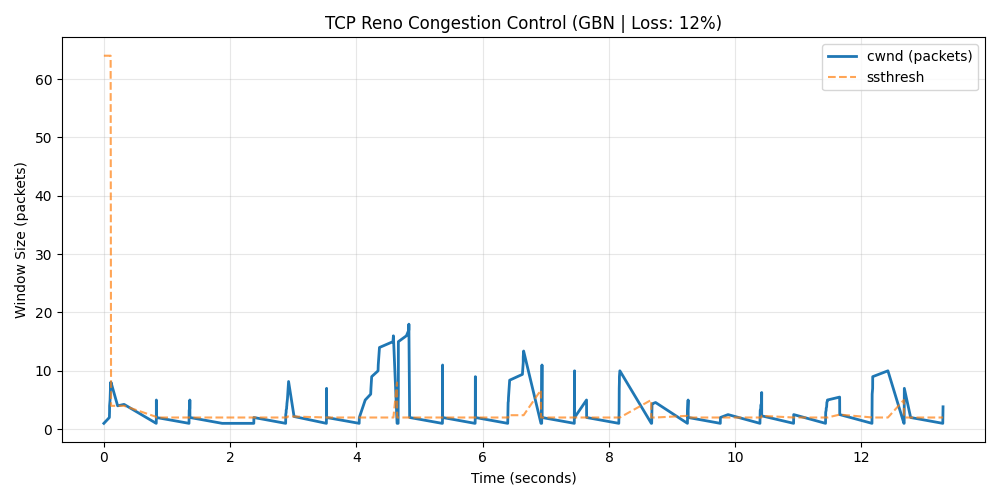 TCP Reno Congestion Control (GBN | Loss: 12%)
cwnd (packets)
ssthresh
Window Size (packets)
60
50
40
30
20
10
0
0 2 4 6 8 10 12
Time (seconds)